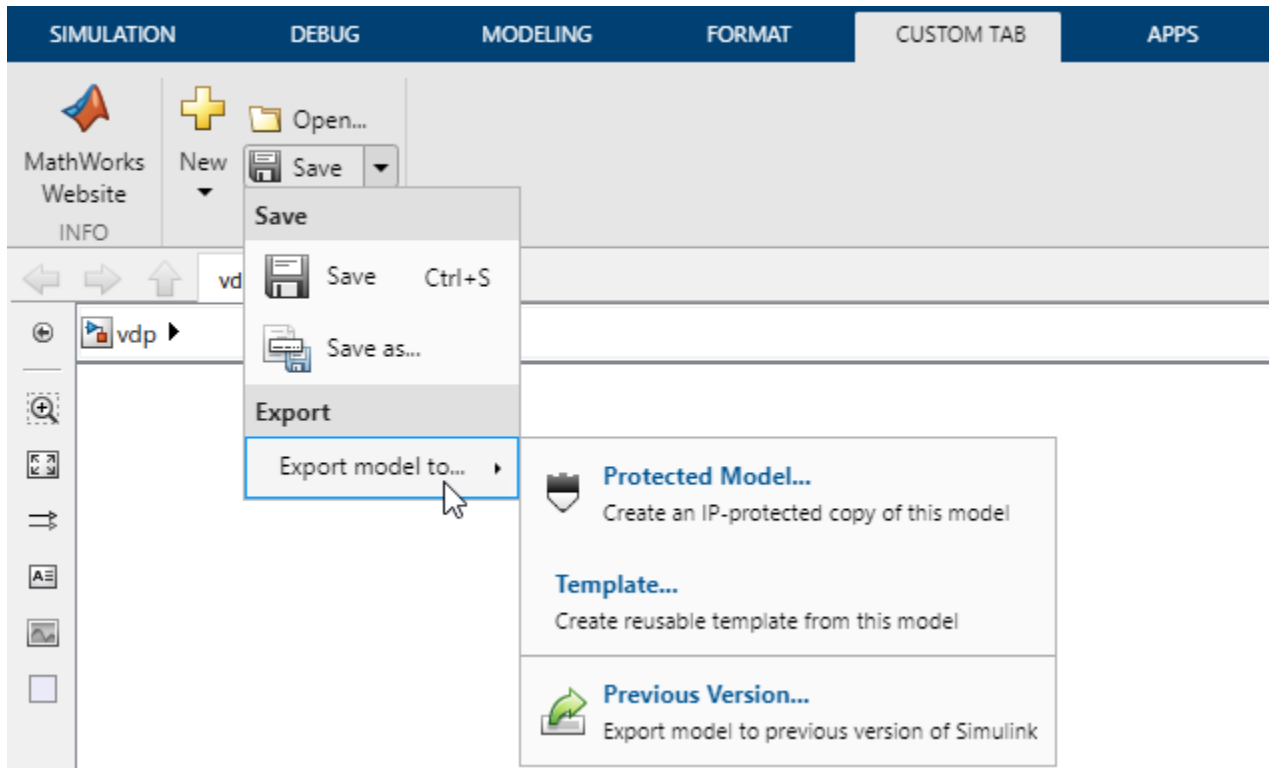 SIMULATION DEBUG MODELING FORMAT CUSTOM TAB APPS
MathWorks
Website
INFO
New
Open...
Save
Save
Save Ctrl+S
Save as...
Export
Export model to...
vd
vdp
Protected Model...
Create an IP-protected copy of this model
Template...
Create reusable template from this model
Previous Version...
Export model to previous version of Simulink